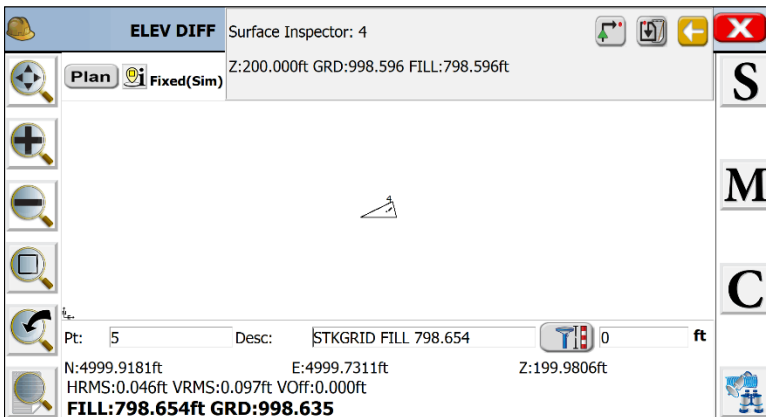 ELEV DIFF
Surface Inspector: 4
Z:200.000ft GRD:998.596 FILL:798.596ft
Plan
Fixed(Sim)
S
M
C
4
Pt: 5 Desc: STKGRID FILL 798.654 0 ft
N:4999.9181ft E:4999.7311ft Z:199.9806ft
HRMS:0.046ft VRMS:0.097ft VOff:0.000ft
FILL:798.654ft GRD:998.635